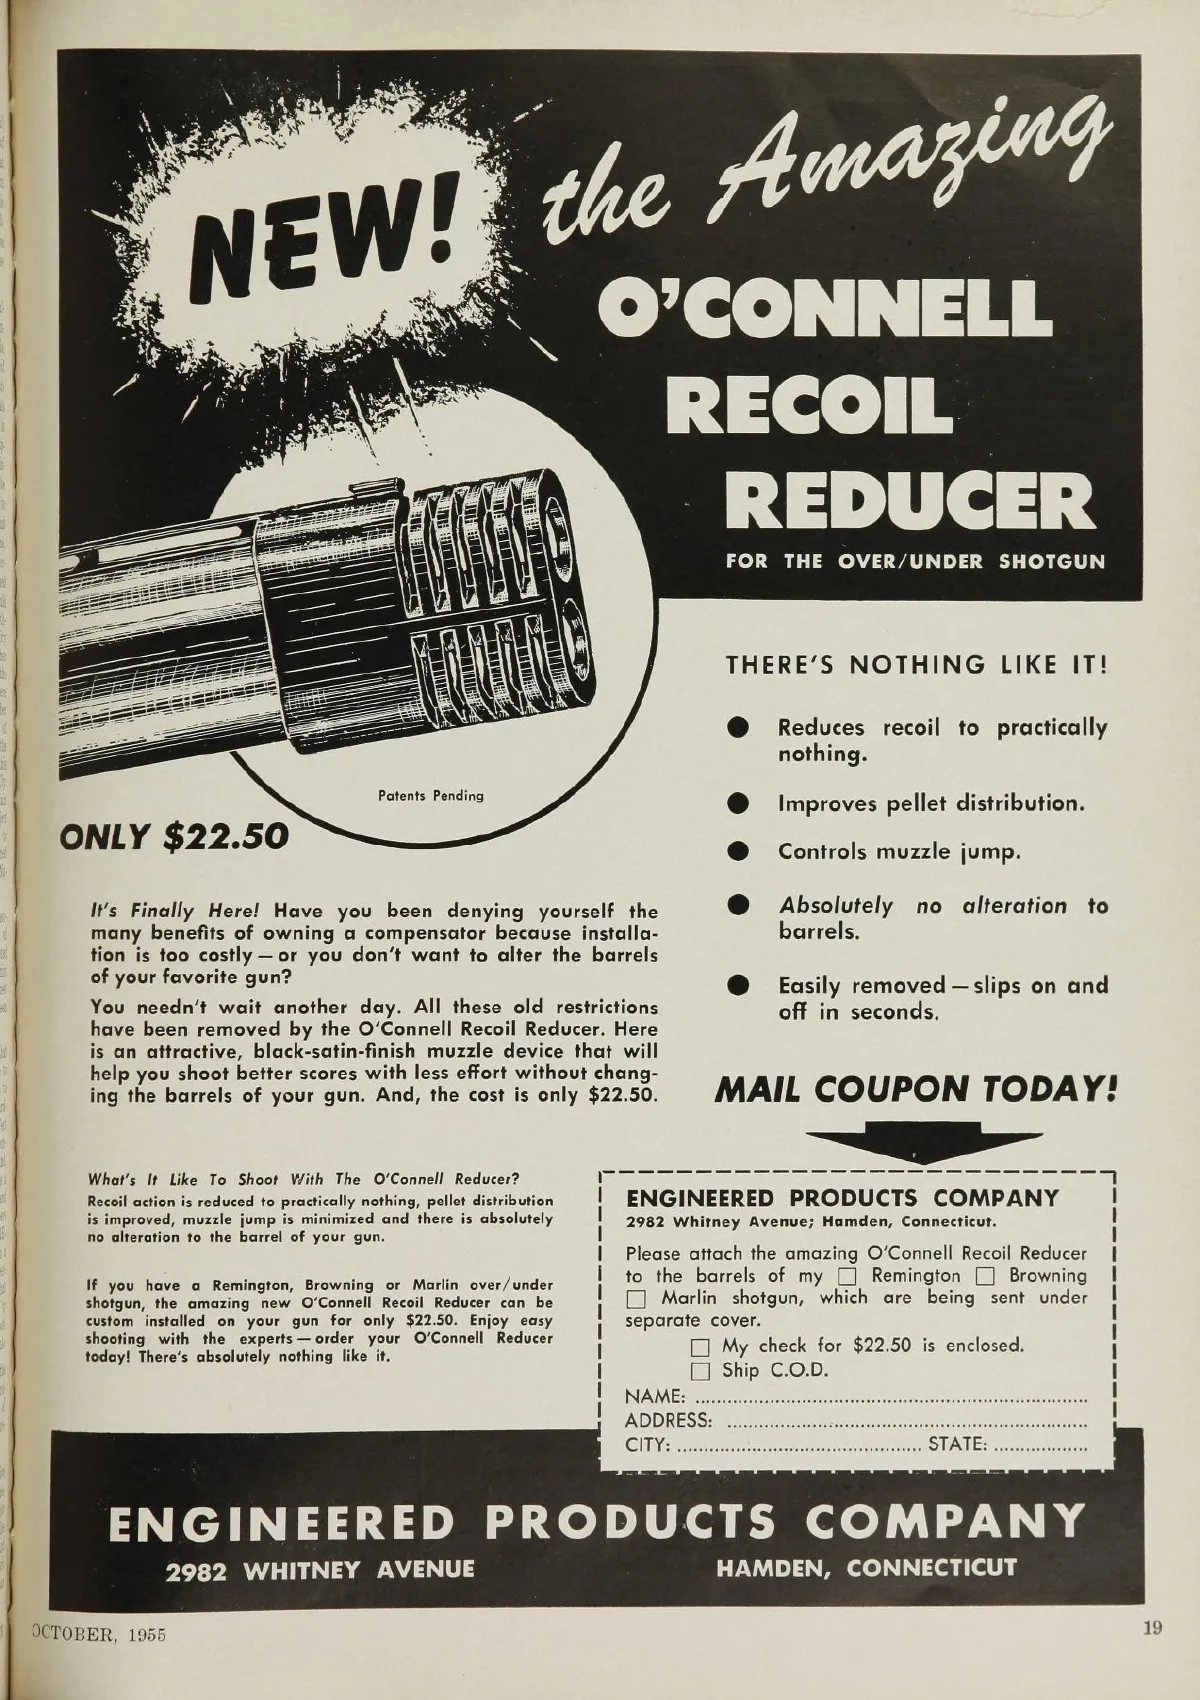 NEW!
the Amazing
O'CONNELL
RECOIL
REDUCER
FOR THE OVER/UNDER SHOTGUN
Patents Pending
ONLY $22.50
It's Finally Here! Have you been denying yourself the
many benefits of owning a compensator because installa-
tion is too costly — or you don't want to alter the barrels
of your favorite gun?
You needn't wait another day. All these old restrictions
have been removed by the O'Connell Recoil Reducer. Here
is an attractive, black-satin-finish muzzle device that will
help you shoot better scores with less effort without chang-
ing the barrels of your gun. And, the cost is only $22.50.
What's It Like To Shoot With The O'Connell Reducer?
Recoil action is reduced to practically nothing, pellet distribution
is improved, muzzle jump is minimized and there is absolutely
no alteration to the barrel of your gun.
If you have a Remington, Browning or Marlin over/under
shotgun, the amazing new O'Connell Recoil Reducer can be
custom installed on your gun for only $22.50. Enjoy easy
shooting with the experts — order your O'Connell Reducer
today! There's absolutely nothing like it.
THERE'S NOTHING LIKE IT!
● Reduces recoil to practically
nothing.
● Improves pellet distribution.
● Controls muzzle jump.
● Absolutely no alteration to
barrels.
● Easily removed — slips on and
off in seconds.
MAIL COUPON TODAY!
ENGINEERED PRODUCTS COMPANY
2982 Whitney Avenue; Hamden, Connecticut.
Please attach the amazing O'Connell Recoil Reducer
to the barrels of my ☐ Remington ☐ Browning
☐ Marlin shotgun, which are being sent under
separate cover.
☐ My check for $22.50 is enclosed.
☐ Ship C.O.D.
NAME: ........................................
ADDRESS: ........................................
CITY: ........................................ STATE: ..................
ENGINEERED PRODUCTS COMPANY
2982 WHITNEY AVENUE HAMDEN, CONNECTICUT
OCTOBER, 1955 19